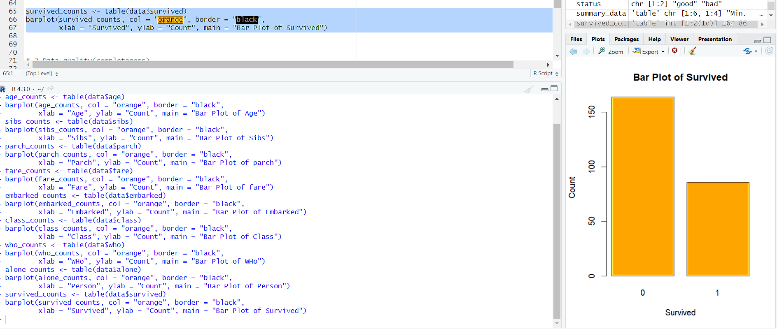 64
65 survived_counts <- table(data$survived)
66 barplot(survived_counts, col = "orange", border = "black",
67 xlab = "Survived", ylab = "Count", main = "Bar Plot of Survived")
68
69
70
71
65:1 (Top Level) R Script
R 4.3.0 · ~/
age_counts <- table(data$age)
barplot(age_counts, col = "orange", border = "black",
xlab = "Age", ylab = "Count", main = "Bar Plot of Age")
sibs_counts <- table(data$sibs)
barplot(sibs_counts, col = "orange", border = "black",
xlab = "Sibs", ylab = "Count", main = "Bar Plot of Sibs")
parch_counts <- table(data$parch)
barplot(parch_counts, col = "orange", border = "black",
xlab = "Parch", ylab = "Count", main = "Bar Plot of parch")
fare_counts <- table(data$fare)
barplot(fare_counts, col = "orange", border = "black",
xlab = "Fare", ylab = "Count", main = "Bar Plot of fare")
embarked_counts <- table(data$embarked)
barplot(embarked_counts, col = "orange", border = "black",
xlab = "Embarked", ylab = "Count", main = "Bar Plot of Embarked")
class_counts <- table(data$class)
barplot(class_counts, col = "orange", border = "black",
xlab = "Class", ylab = "Count", main = "Bar Plot of Class")
who_counts <- table(data$who)
barplot(who_counts, col = "orange", border = "black",
xlab = "WHo", ylab = "Count", main = "Bar Plot of WHo")
alone_counts <- table(data$alone)
barplot(alone_counts, col = "orange", border = "black",
xlab = "Person", ylab = "Count", main = "Bar Plot of Person")
survived_counts <- table(data$survived)
barplot(survived_counts, col = "orange", border = "black",
xlab = "Survived", ylab = "Count", main = "Bar Plot of Survived")
status chr [1:2] "good" "bad"
summary_data 'table' chr [1:6, 1:4] "Min.
Files Plots Packages Help Viewer Presentation
Zoom Export
Bar Plot of Survived
Count
150
100
50
0
0 1
Survived